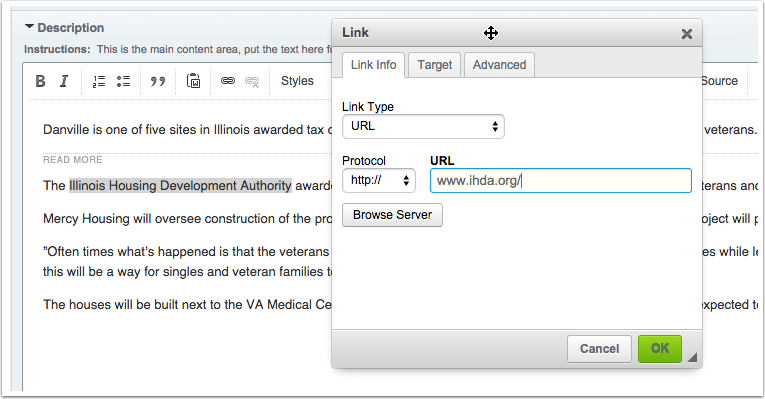 Description
Instructions: This is the main content area, put the text here fo
Styles
Source
Danville is one of five sites in Illinois awarded tax c
veterans.
READ MORE
The Illinois Housing Development Authority awarde
terans and
Mercy Housing will oversee construction of the pro
oject will p
"Often times what's happened is that the veterans
es while le
this will be a way for singles and veteran families to
The houses will be built next to the VA Medical Ce
xpected to
Link
Link Info
Target
Advanced
Link Type
URL
Protocol
URL
http://
www.ihda.org/
Browse Server
Cancel
OK